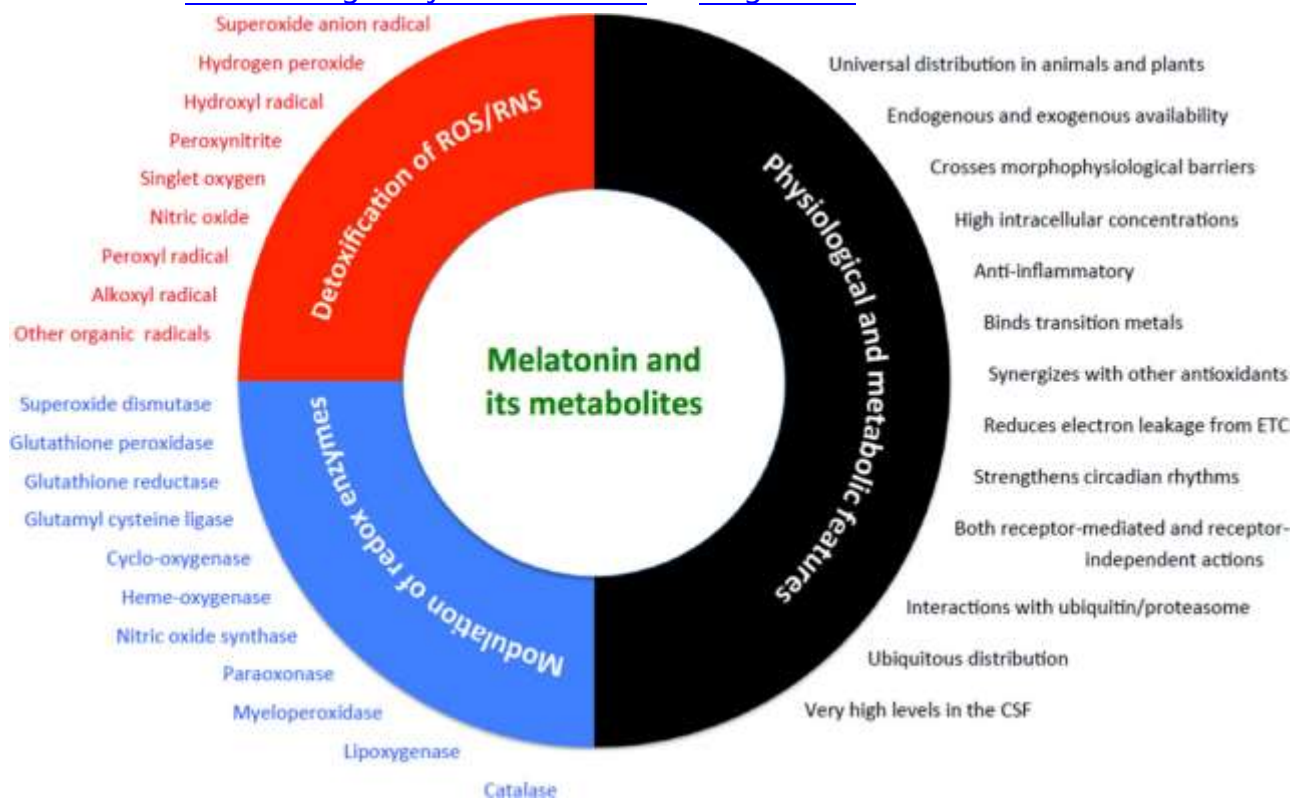 Superoxide anion radical
Hydrogen peroxide
Hydroxyl radical
Peroxynitrite
Singlet oxygen
Nitric oxide
Peroxyl radical
Alkoxyl radical
Other organic radicals
Detoxification of ROS/RNS
Superoxide dismutase
Glutathione peroxidase
Glutathione reductase
Glutamyl cysteine ligase
Cyclo-oxygenase
Heme-oxygenase
Nitric oxide synthase
Paraoxonase
Myeloperoxidase
Lipoxygenase
Catalase
Modulation of redox enzymes
Melatonin and
its metabolites
Physiological and metabolic features
Universal distribution in animals and plants
Endogenous and exogenous availability
Crosses morphophysiological barriers
High intracellular concentrations
Anti-inflammatory
Binds transition metals
Synergizes with other antioxidants
Reduces electron leakage from ETC
Strengthens circadian rhythms
Both receptor-mediated and receptor-
independent actions
Interactions with ubiquitin/proteasome
Ubiquitous distribution
Very high levels in the CSF